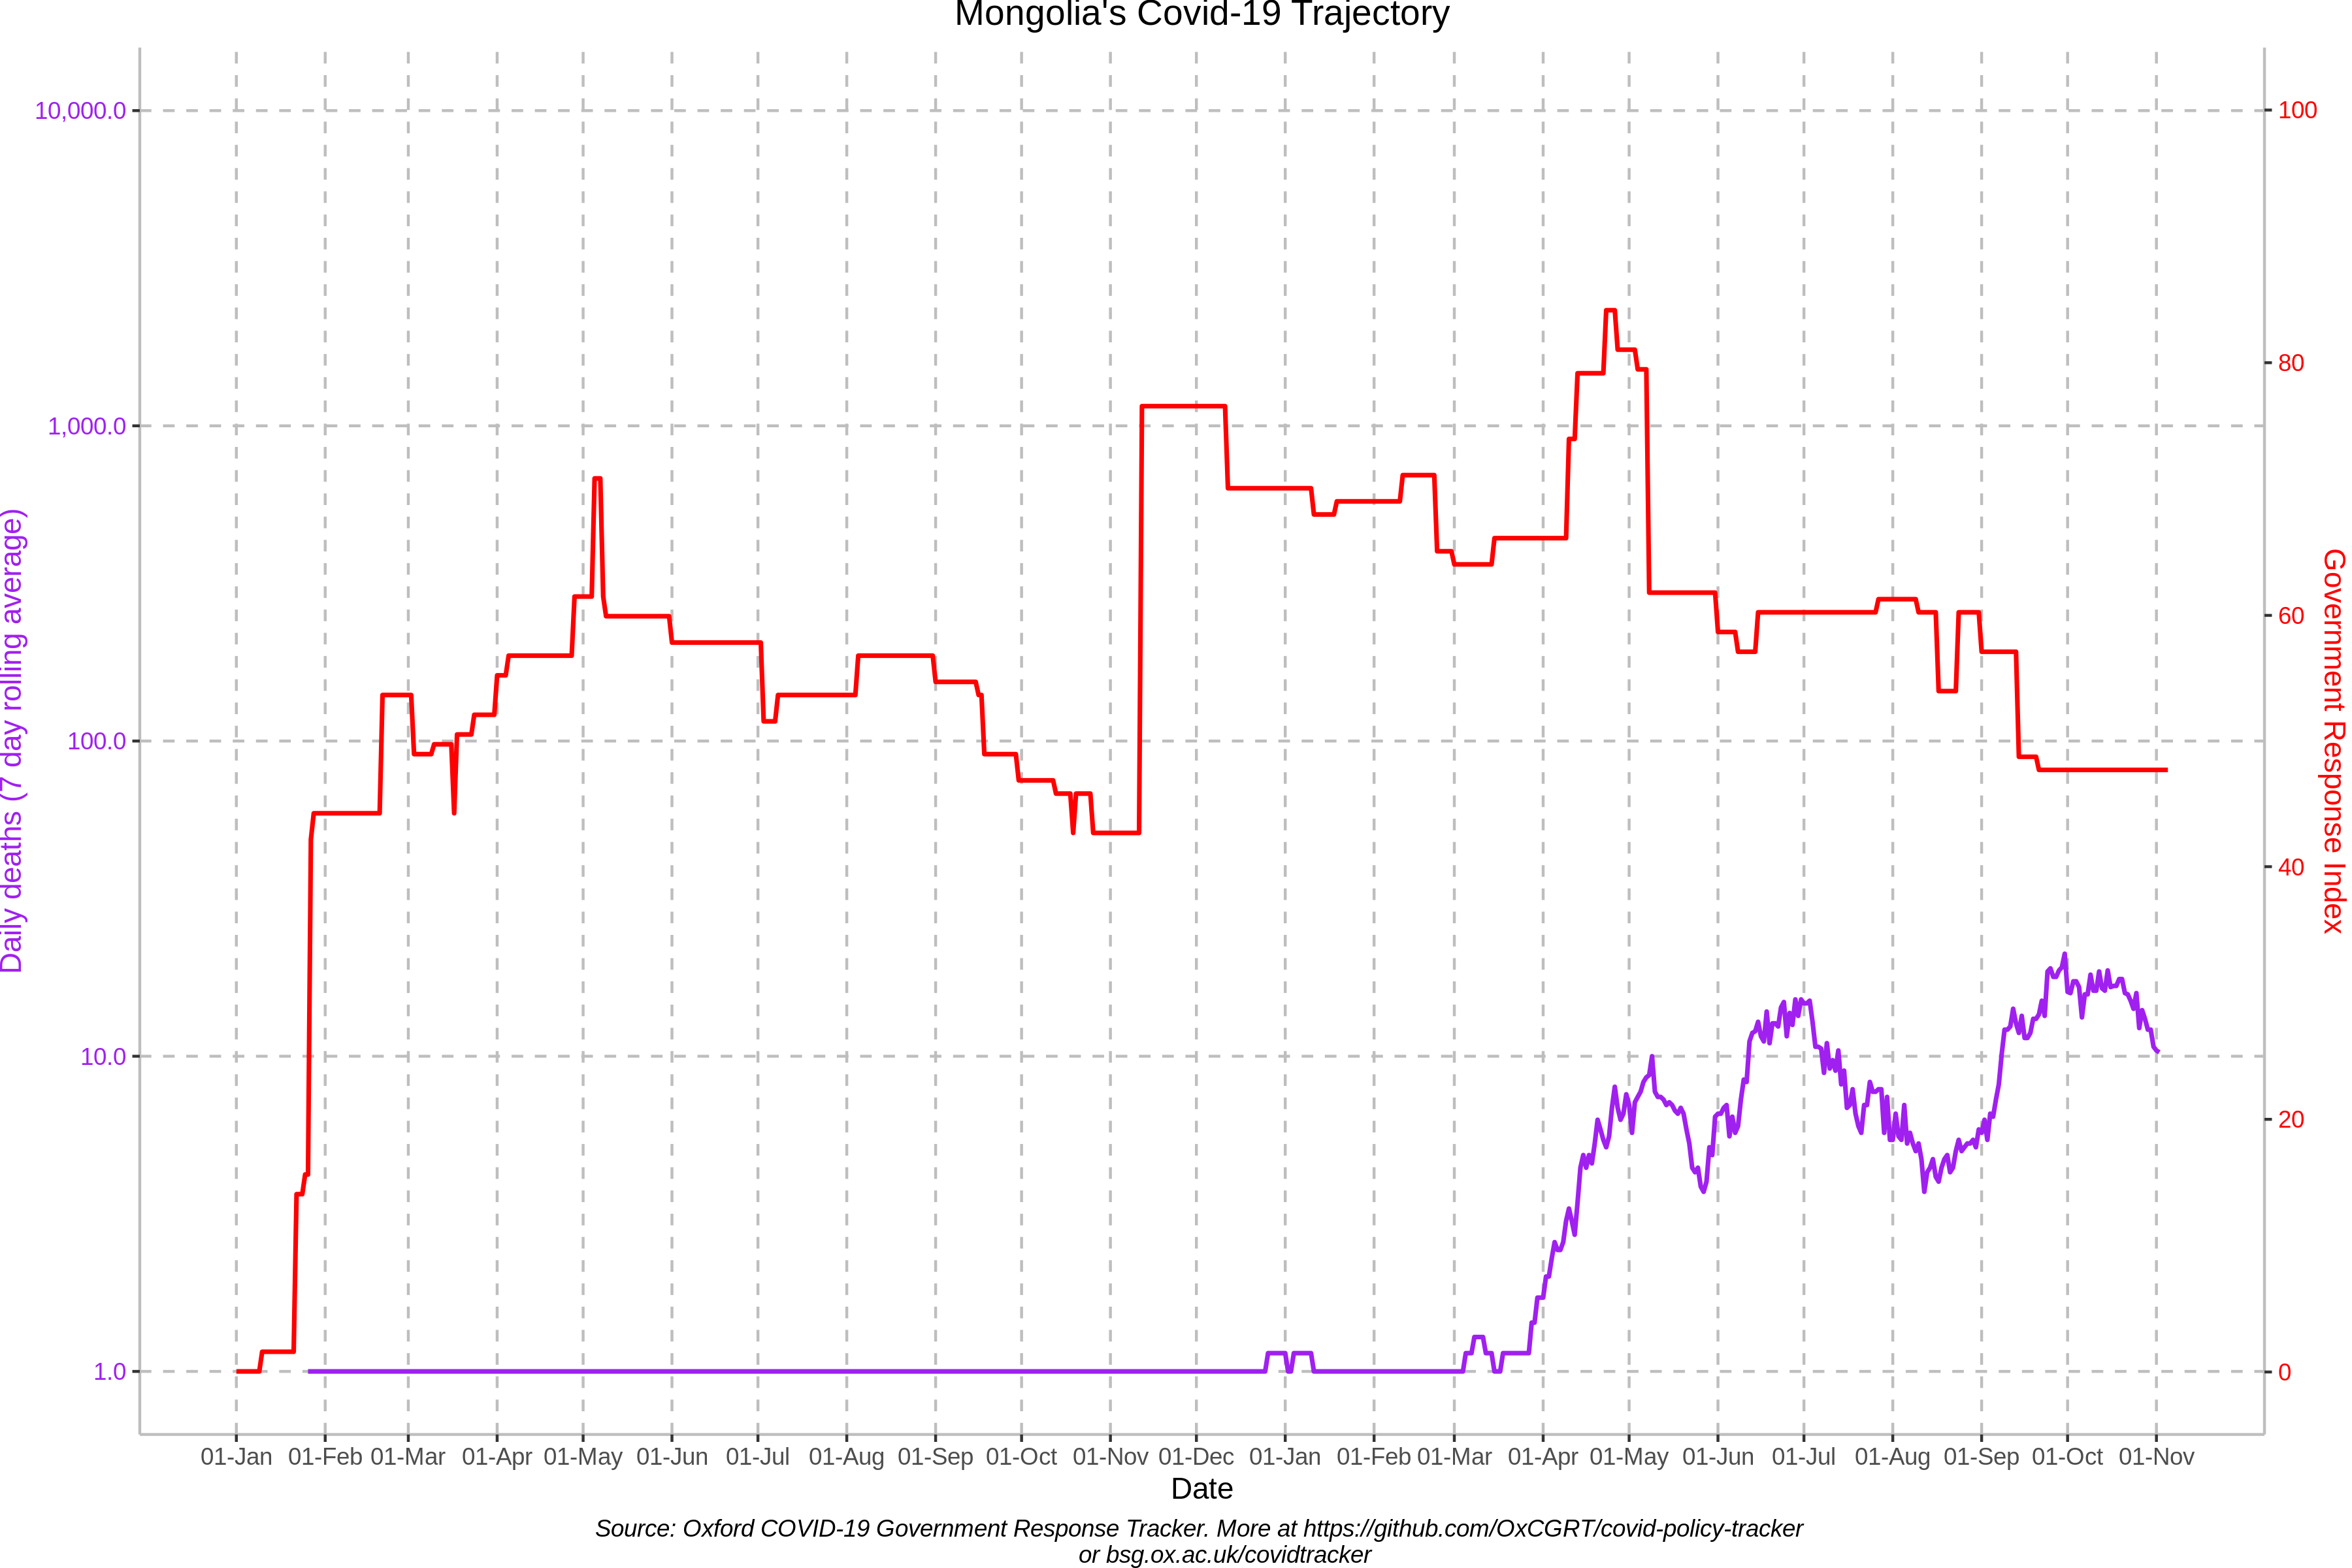 Mongolia's Covid-19 Trajectory
10,000.0
1,000.0
100.0
10.0
1.0
Daily deaths (7 day rolling average)
100
80
60
40
20
0
Government Response Index
01-Jan 01-Feb 01-Mar 01-Apr 01-May 01-Jun 01-Jul 01-Aug 01-Sep 01-Oct 01-Nov 01-Dec 01-Jan 01-Feb 01-Mar 01-Apr 01-May 01-Jun 01-Jul 01-Aug 01-Sep 01-Oct 01-Nov
Date
Source: Oxford COVID-19 Government Response Tracker. More at https://github.com/OxCGRT/covid-policy-tracker
or bsg.ox.ac.uk/covidtracker